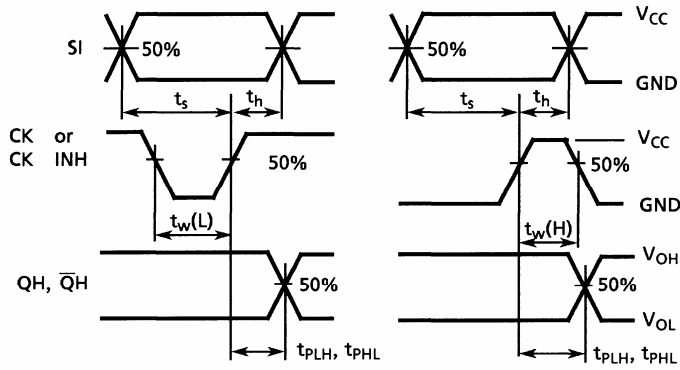 SI 50% V_CC
GND
t_s t_h t_s t_h
CK or
CK INH 50% V_CC
50%
GND
t_w(L) t_w(H)
QH, Q̅H 50% V_OH
50%
V_OL
t_PLH, t_PHL t_PLH, t_PHL